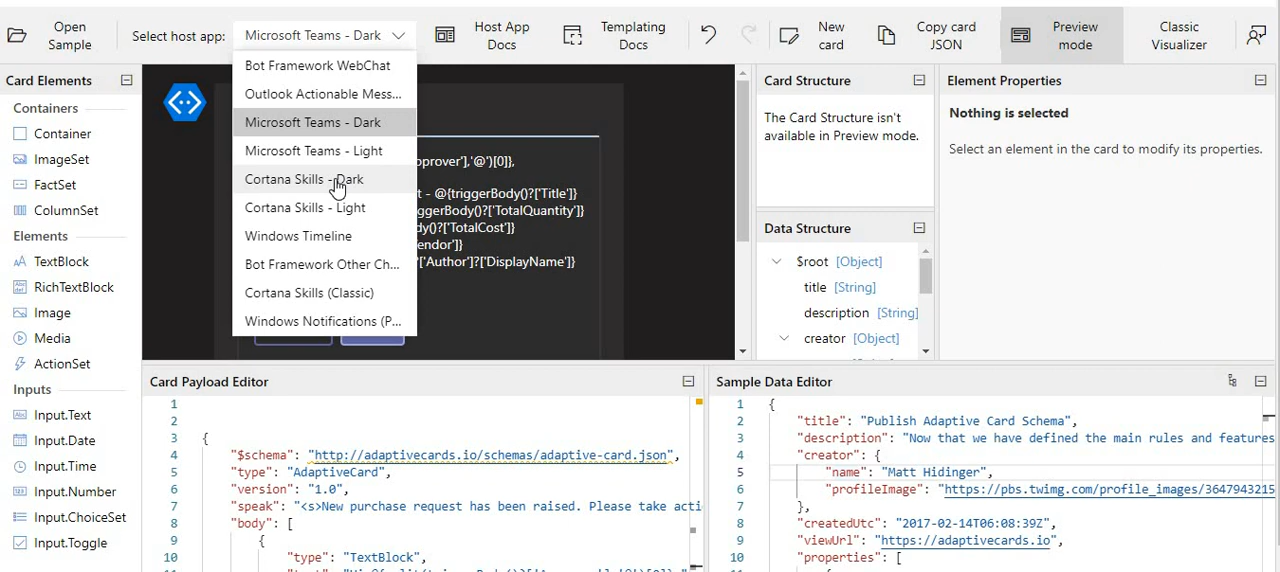 Open Sample
Select host app:
Microsoft Teams - Dark
Host App Docs
Templating Docs
New card
Copy card JSON
Preview mode
Classic Visualizer
Card Elements
Containers
Container
ImageSet
FactSet
ColumnSet
Elements
TextBlock
RichTextBlock
Image
Media
ActionSet
Inputs
Input.Text
Input.Date
Input.Time
Input.Number
Input.ChoiceSet
Input.Toggle
Bot Framework WebChat
Outlook Actionable Mess...
Microsoft Teams - Dark
Microsoft Teams - Light
Cortana Skills - Dark
Cortana Skills - Light
Windows Timeline
Bot Framework Other Ch...
Cortana Skills (Classic)
Windows Notifications (P...
prover'],'@')[0]},
t - @{triggerBody()?['Title']}
ggerBody()?['TotalQuantity']}
dy()?['TotalCost']}
endor']}
?['Author']?['DisplayName']}
Card Structure
The Card Structure isn't
available in Preview mode.
Data Structure
$root [Object]
title [String]
description [String]
creator [Object]
Element Properties
Nothing is selected
Select an element in the card to modify its properties.
Card Payload Editor
1
2
3 {
4 "$schema": "http://adaptivecards.io/schemas/adaptive-card.json",
5 "type": "AdaptiveCard",
6 "version": "1.0",
7 "speak": "<s>New purchase request has been raised. Please take acti
8 "body": [
9 {
10 "type": "TextBlock",
Sample Data Editor
1 {
2 "title": "Publish Adaptive Card Schema",
3 "description": "Now that we have defined the main rules and features
4 "creator": {
5 "name": "Matt Hidinger",
6 "profileImage": "https://pbs.twimg.com/profile_images/3647943215
7 },
8 "createdUtc": "2017-02-14T06:08:39Z",
9 "viewUrl": "https://adaptivecards.io",
10 "properties": [